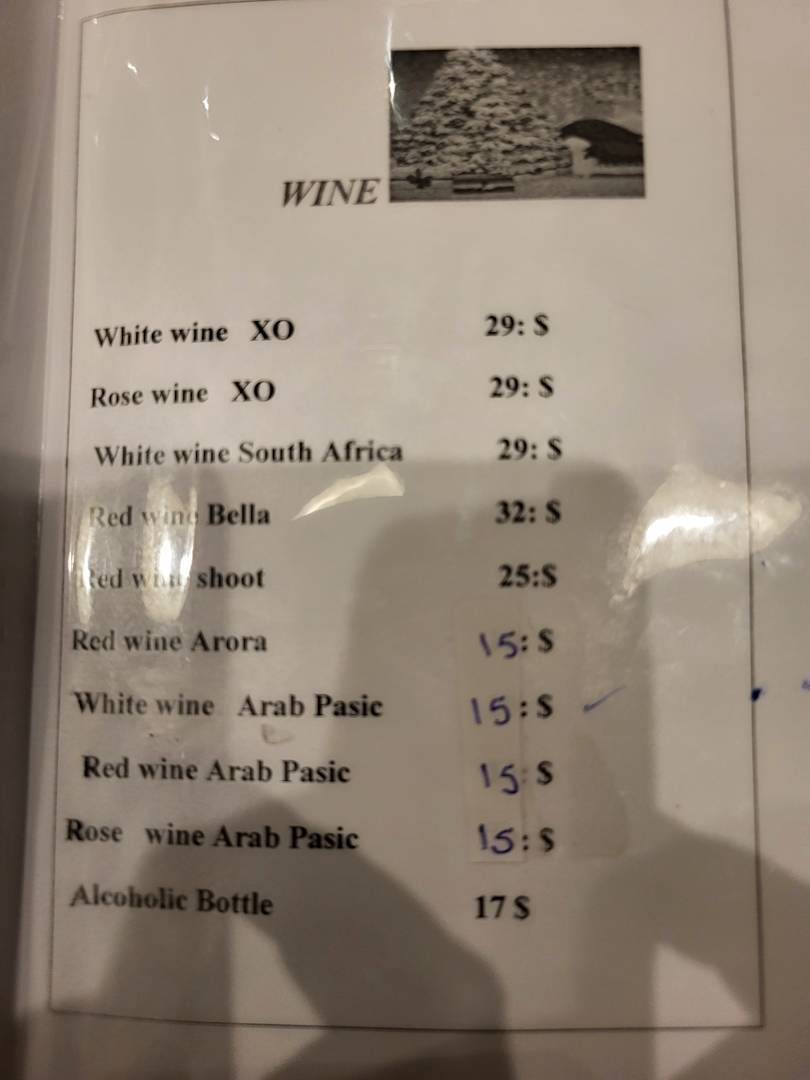 WINE
White wine XO 29: $
Rose wine XO 29: $
White wine South Africa 29: $
Red wine Bella 32: $
Red wine shoot 25:$
Red wine Arora 15: $
White wine Arab Pasic 15: $
Red wine Arab Pasic 15: $
Rose wine Arab Pasic 15: $
Alcoholic Bottle 17 $